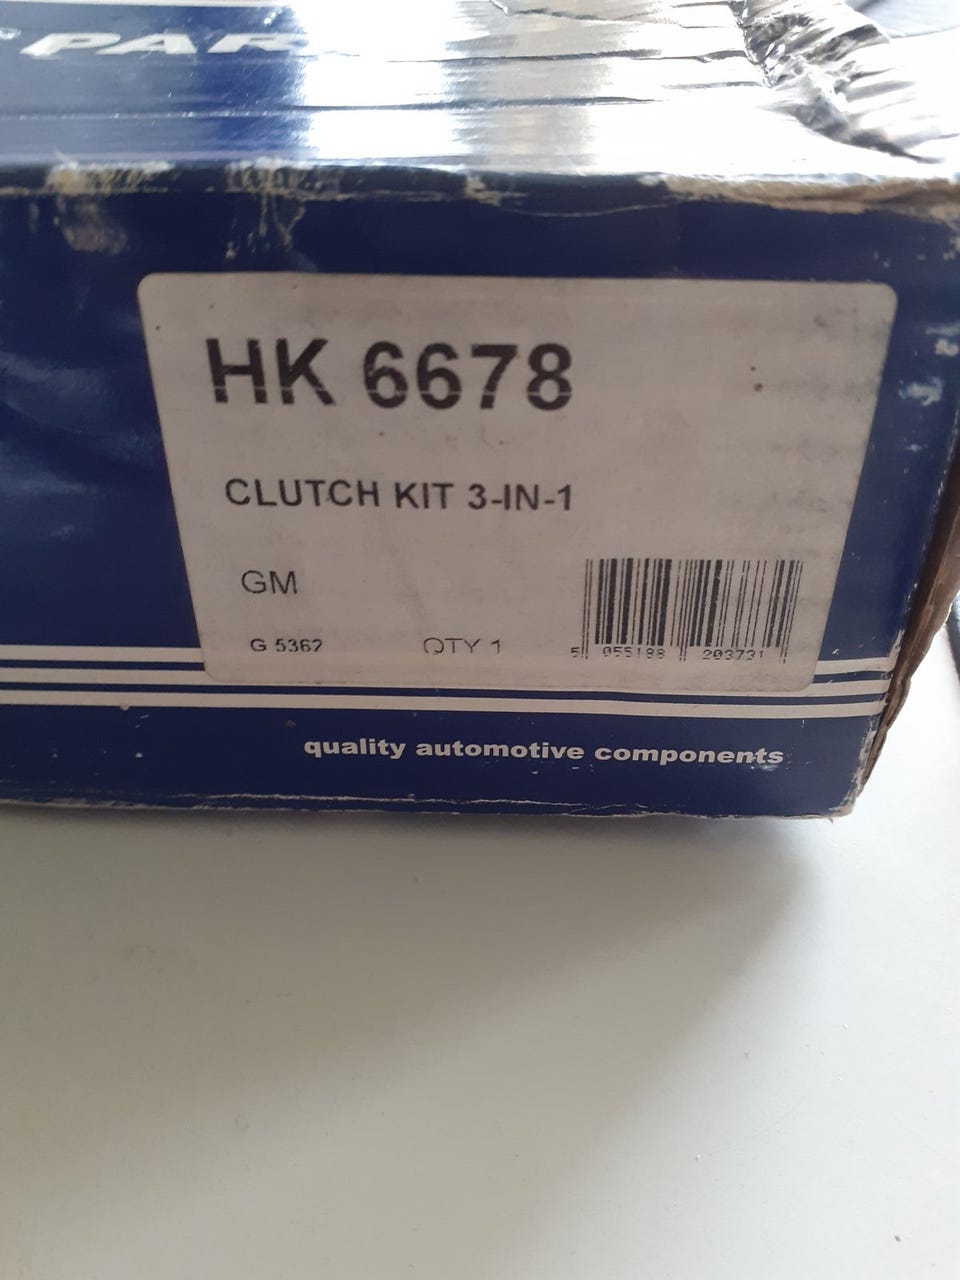 HK 6678
CLUTCH KIT 3-IN-1
GM
G 5362 QTY 1
5 055188 203731
quality automotive components